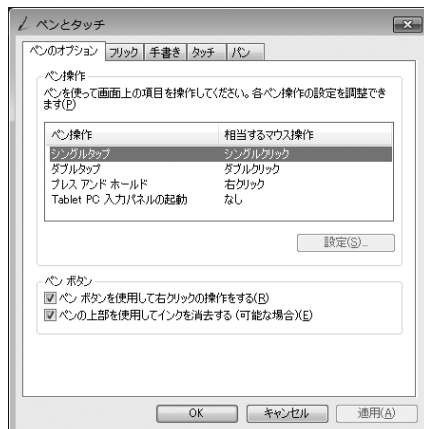 ペンとタッチ
ペンのオプション フリック 手書き タッチ パン
ペン操作
ペンを使って画面上の項目を操作してください。各ペン操作の設定を調整でき
ます(P)
ペン操作 相当するマウス操作
シングルタップ シングルクリック
ダブルタップ ダブルクリック
プレス アンド ホールド 右クリック
Tablet PC 入力パネルの起動 なし
設定(S)...
ペン ボタン
ペン ボタンを使用して右クリックの操作をする(R)
ペンの上部を使用してインクを消去する (可能な場合)(E)
OK キャンセル 適用(A)